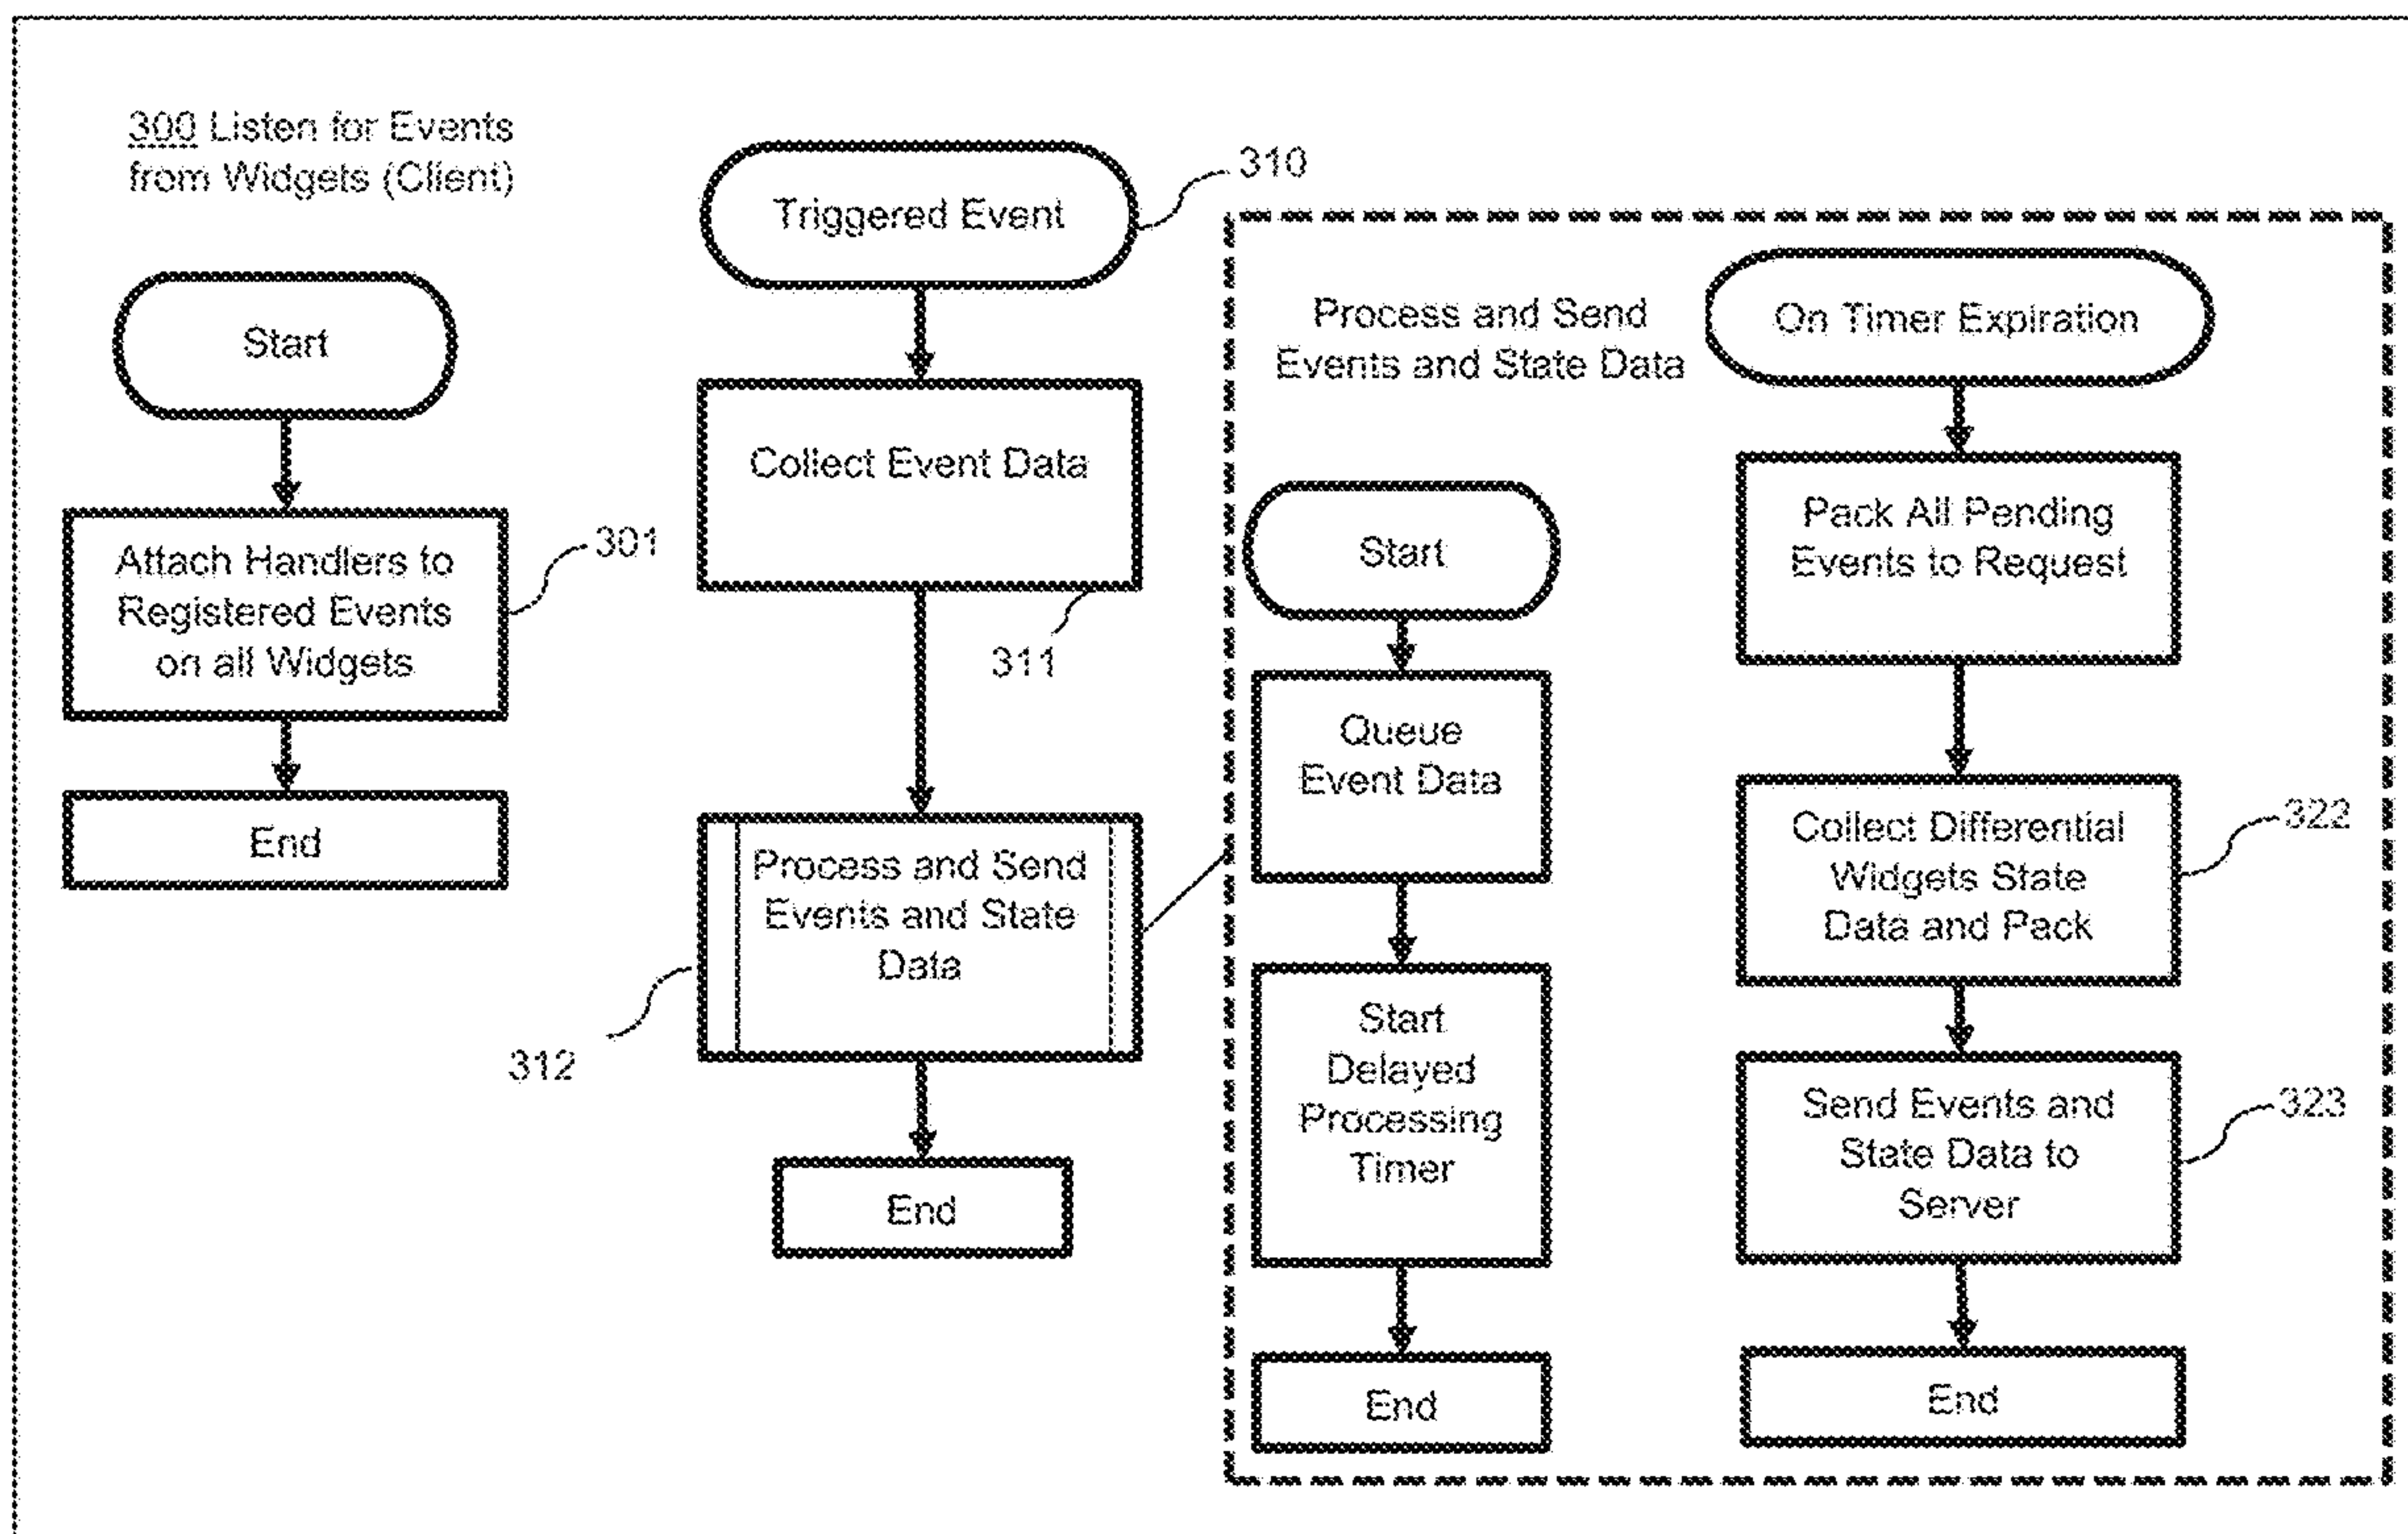 300 Listen for Events
from Widgets (Client)
Start
Attach Handlers to
Registered Events
on all Widgets
301
End
Triggered Event
310
Collect Event Data
311
Process and Send
Events and State
Data
312
End
Process and Send
Events and State Data
Start
Queue
Event Data
Start
Delayed
Processing
Timer
End
On Timer Expiration
Pack All Pending
Events to Request
Collect Differential
Widgets State
Data and Pack
322
Send Events and
State Data to
Server
323
End